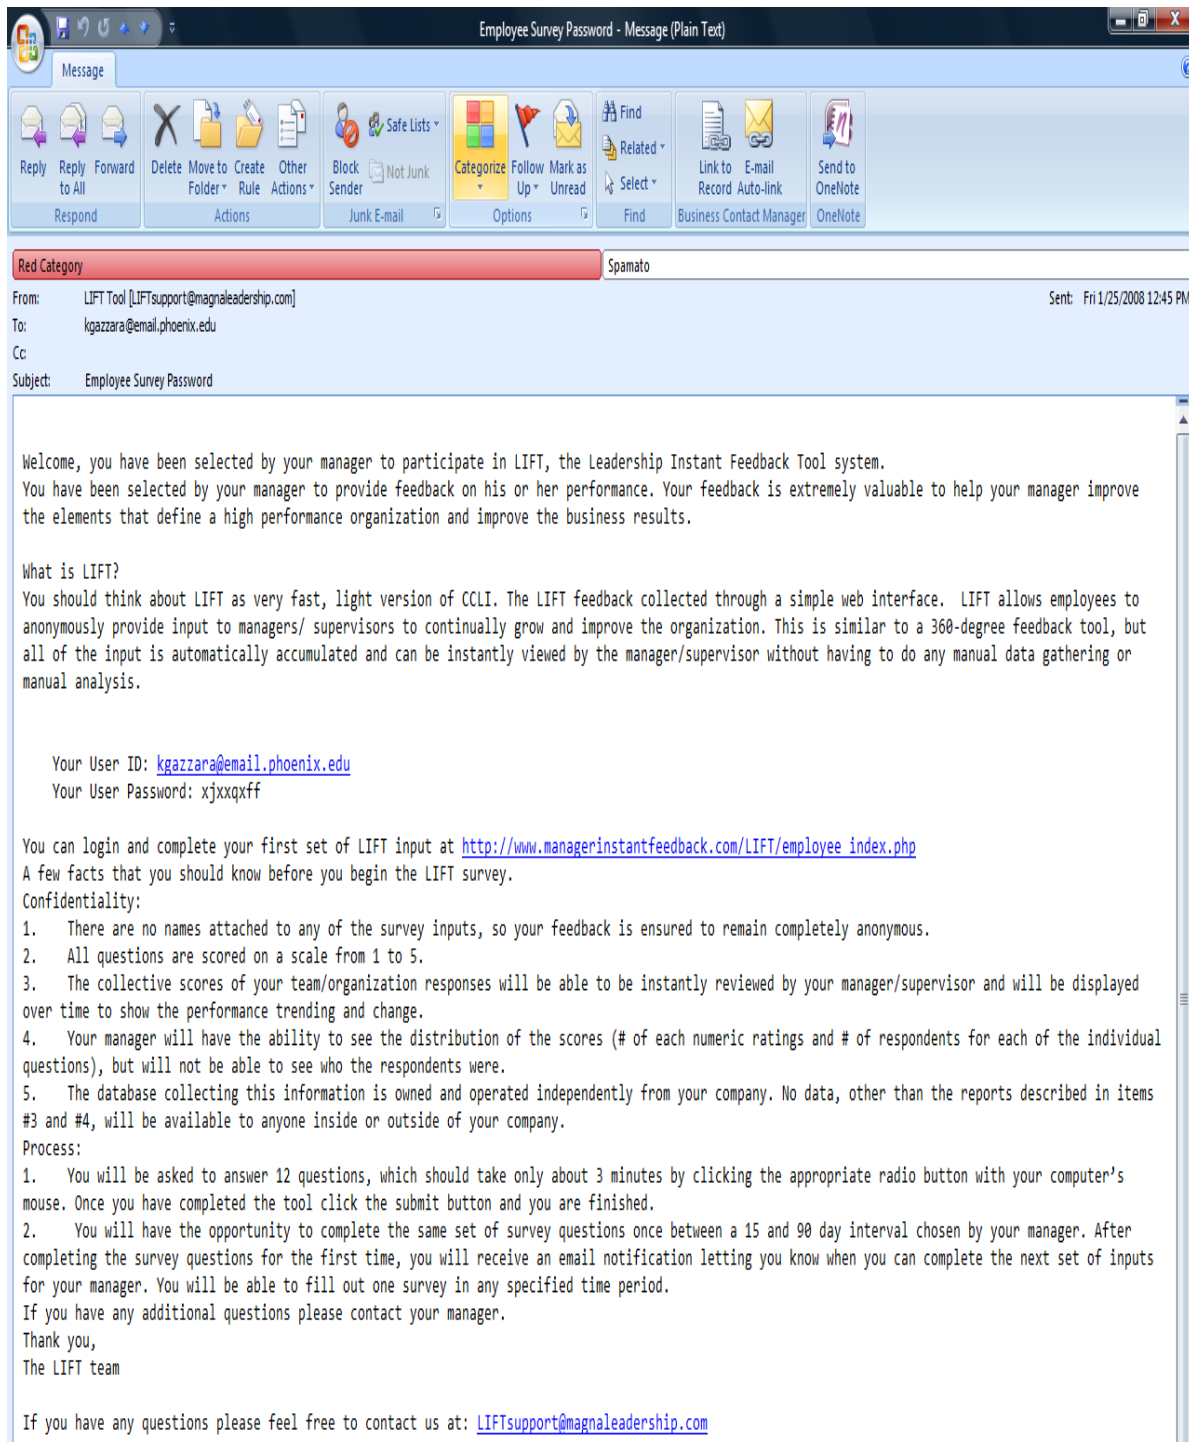 Employee Survey Password - Message (Plain Text)
Message
Reply Reply to All Forward
Respond
Delete Move to Folder Create Rule Other Actions
Actions
Block Sender Safe Lists Not Junk
Junk E-mail
Categorize Follow Up Mark as Unread
Options
Find Related Select
Find
Link to Record E-mail Auto-link
Business Contact Manager
Send to OneNote
OneNote
Red Category Spamato
From: LIFT Tool [LIFTsupport@magnaleadership.com] Sent: Fri 1/25/2008 12:45 PM
To: kgazzara@email.phoenix.edu
Cc:
Subject: Employee Survey Password
Welcome, you have been selected by your manager to participate in LIFT, the Leadership Instant Feedback Tool system.
You have been selected by your manager to provide feedback on his or her performance. Your feedback is extremely valuable to help your manager improve
the elements that define a high performance organization and improve the business results.
What is LIFT?
You should think about LIFT as very fast, light version of CCLI. The LIFT feedback collected through a simple web interface. LIFT allows employees to
anonymously provide input to managers/ supervisors to continually grow and improve the organization. This is similar to a 360-degree feedback tool, but
all of the input is automatically accumulated and can be instantly viewed by the manager/supervisor without having to do any manual data gathering or
manual analysis.
Your User ID: kgazzara@email.phoenix.edu
Your User Password: xjxxqxff
You can login and complete your first set of LIFT input at http://www.managerinstantfeedback.com/LIFT/employee_index.php
A few facts that you should know before you begin the LIFT survey.
Confidentiality:
1. There are no names attached to any of the survey inputs, so your feedback is ensured to remain completely anonymous.
2. All questions are scored on a scale from 1 to 5.
3. The collective scores of your team/organization responses will be able to be instantly reviewed by your manager/supervisor and will be displayed
over time to show the performance trending and change.
4. Your manager will have the ability to see the distribution of the scores (# of each numeric ratings and # of respondents for each of the individual
questions), but will not be able to see who the respondents were.
5. The database collecting this information is owned and operated independently from your company. No data, other than the reports described in items
#3 and #4, will be available to anyone inside or outside of your company.
Process:
1. You will be asked to answer 12 questions, which should take only about 3 minutes by clicking the appropriate radio button with your computer's
mouse. Once you have completed the tool click the submit button and you are finished.
2. You will have the opportunity to complete the same set of survey questions once between a 15 and 90 day interval chosen by your manager. After
completing the survey questions for the first time, you will receive an email notification letting you know when you can complete the next set of inputs
for your manager. You will be able to fill out one survey in any specified time period.
If you have any additional questions please contact your manager.
Thank you,
The LIFT team
If you have any questions please feel free to contact us at: LIFTsupport@magnaleadership.com